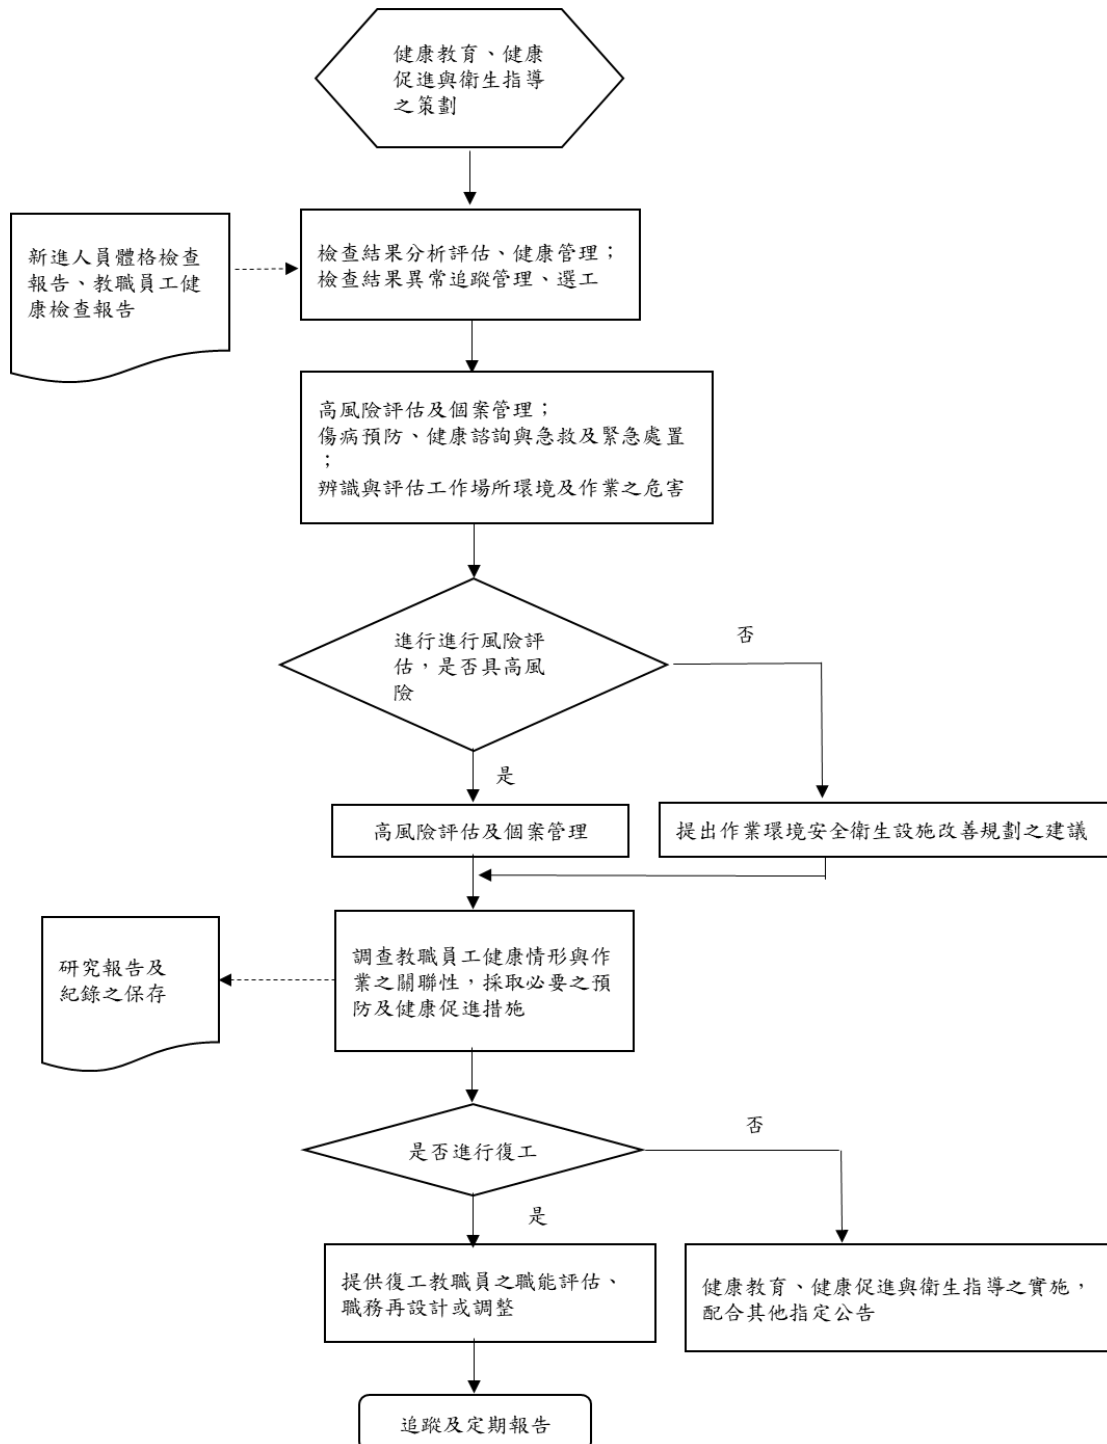 健康教育、健康
促進與衛生指導
之策劃
新進人員體格檢查
報告、教職員工健
康檢查報告
檢查結果分析評估、健康管理；
檢查結果異常追蹤管理、選工
高風險評估及個案管理；
傷病預防、健康諮詢與急救及緊急處置
；
辨識與評估工作場所環境及作業之危害
進行進行風險評
估，是否具高風
險
否
是
高風險評估及個案管理
提出作業環境安全衛生設施改善規劃之建議
研究報告及
紀錄之保存
調查教職員工健康情形與作
業之關聯性，採取必要之預
防及健康促進措施
是否進行復工
否
是
提供復工教職員之職能評估、
職務再設計或調整
健康教育、健康促進與衛生指導之實施，
配合其他指定公告
追蹤及定期報告